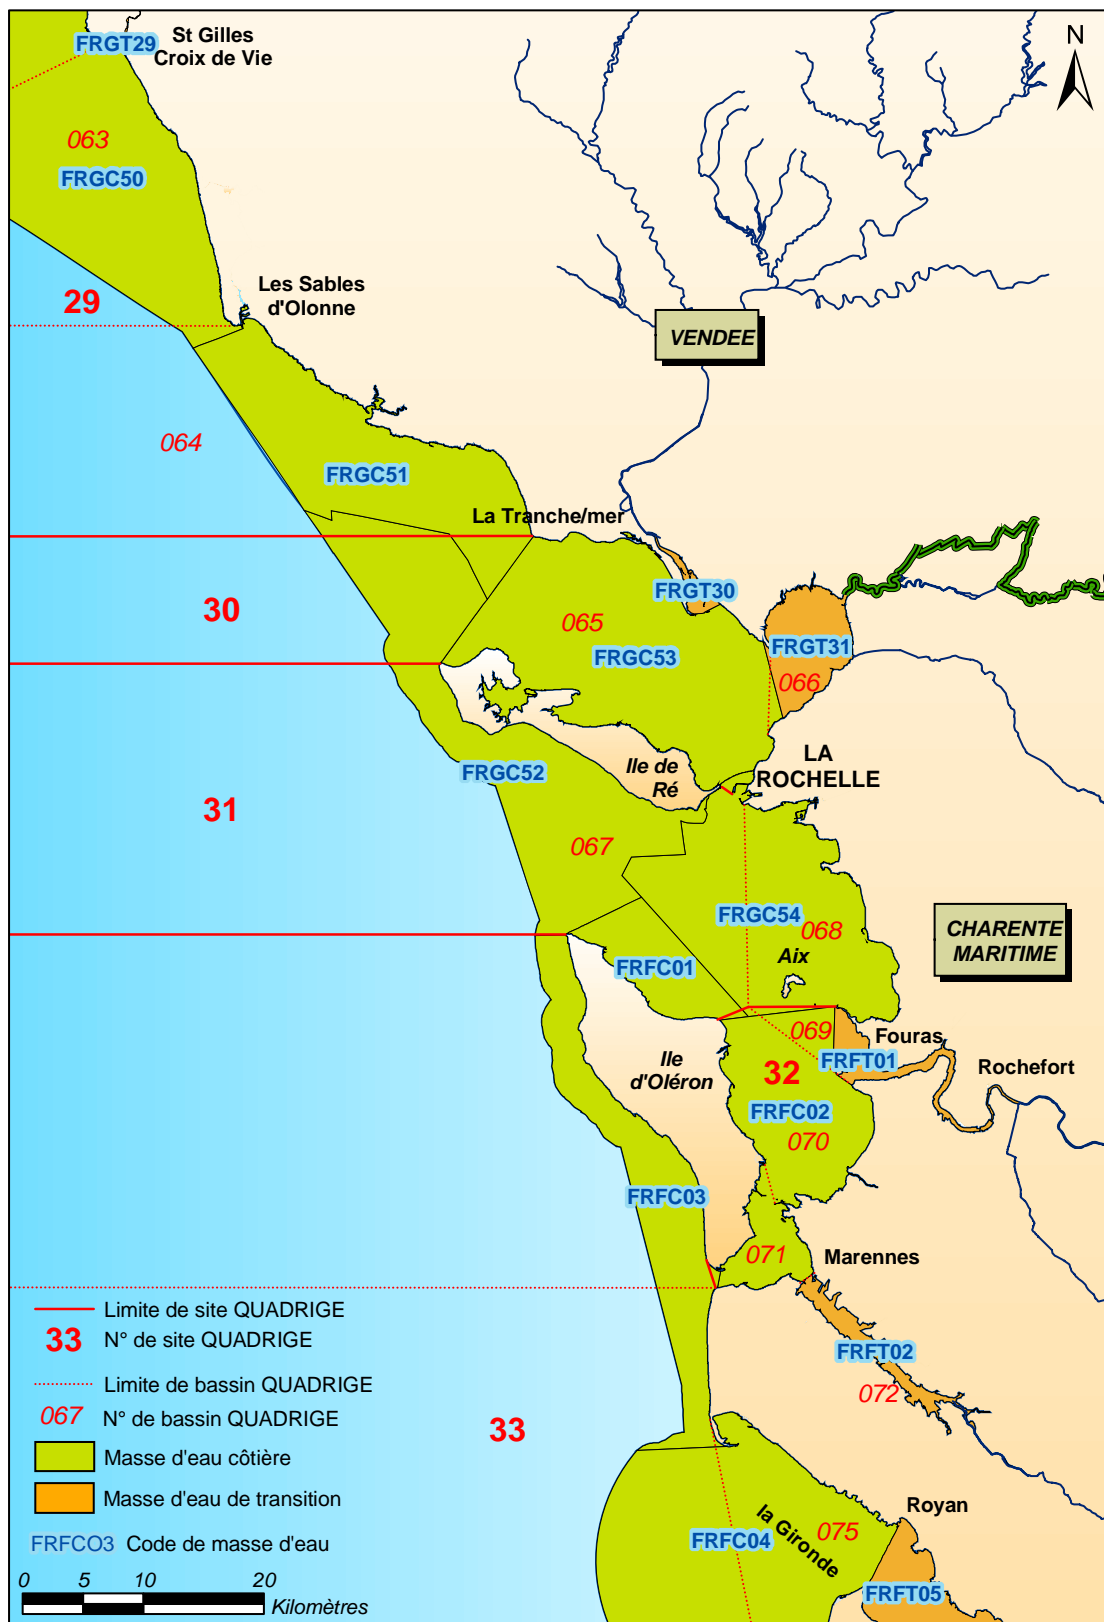 FRGT29
St Gilles
Croix de Vie
N
063
FRGC50
29
Les Sables
d'Olonne
VENDEE
064
FRGC51
La Tranche/mer
30
065
FRGC53
FRGT30
FRGT31
066
LA
ROCHELLE
Ile de
Ré
FRGC52
31
067
FRGC54
068
Aix
CHARENTE
MARITIME
FRFC01
069
Fouras
FRFT01
Rochefort
Ile
d'Oléron
32
FRFC02
070
FRFC03
071
Marennes
FRFT02
072
Limite de site QUADRIGE
33 N° de site QUADRIGE
Limite de bassin QUADRIGE
067 N° de bassin QUADRIGE
Masse d'eau côtière
Masse d'eau de transition
FRFCO3 Code de masse d'eau
0 5 10 20
Kilomètres
33
FRFC04
la Gironde
075
Royan
FRFT05